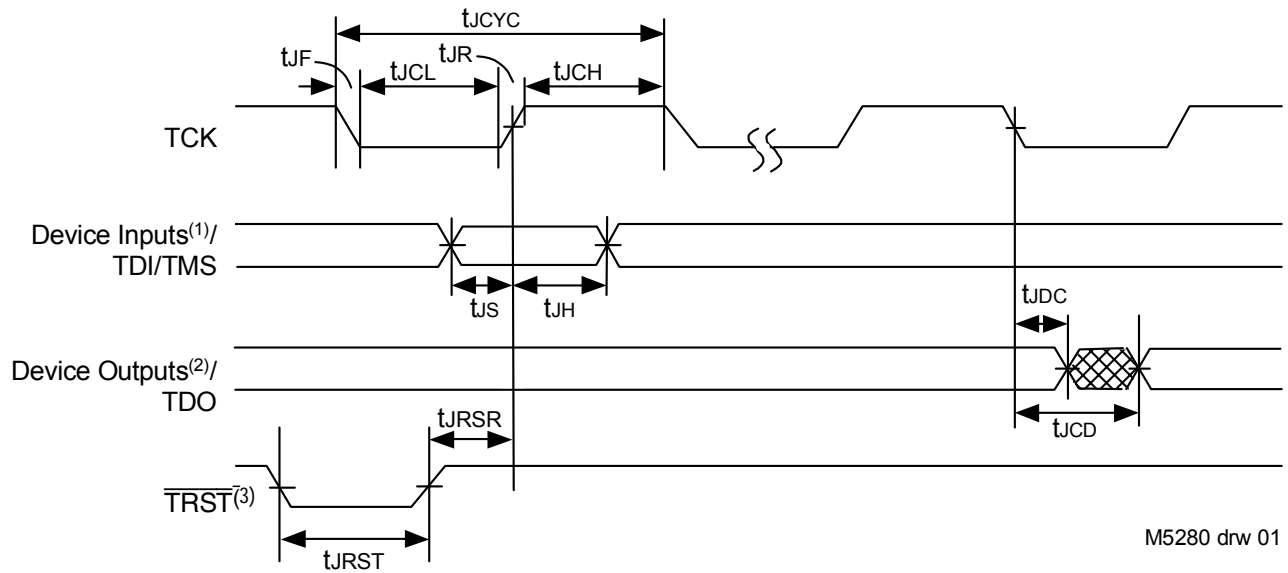 tJCYC
tJF
tJCL
tJR
tJCH
TCK
Device Inputs(1)/
TDI/TMS
tJS
tJH
tJDC
Device Outputs(2)/
TDO
tJRSR
tJCD
TRST(3)
tJRST
M5280 drw 01